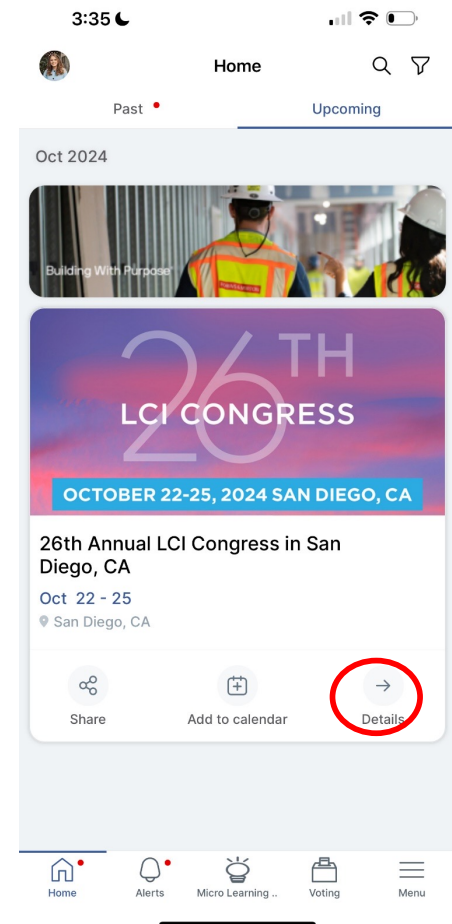 3:35
Home
Past
Upcoming
Oct 2024
Building With Purpose®
26TH
LCI CONGRESS
OCTOBER 22-25, 2024 SAN DIEGO, CA
26th Annual LCI Congress in San
Diego, CA
Oct 22 - 25
San Diego, CA
Share
Add to calendar
Details
Home
Alerts
Micro Learning ..
Voting
Menu